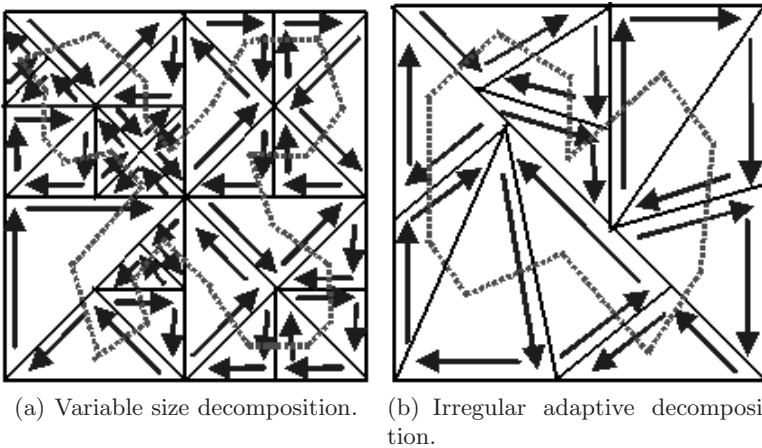 (a) Variable size decomposition.
(b) Irregular adaptive decomposi-
tion.